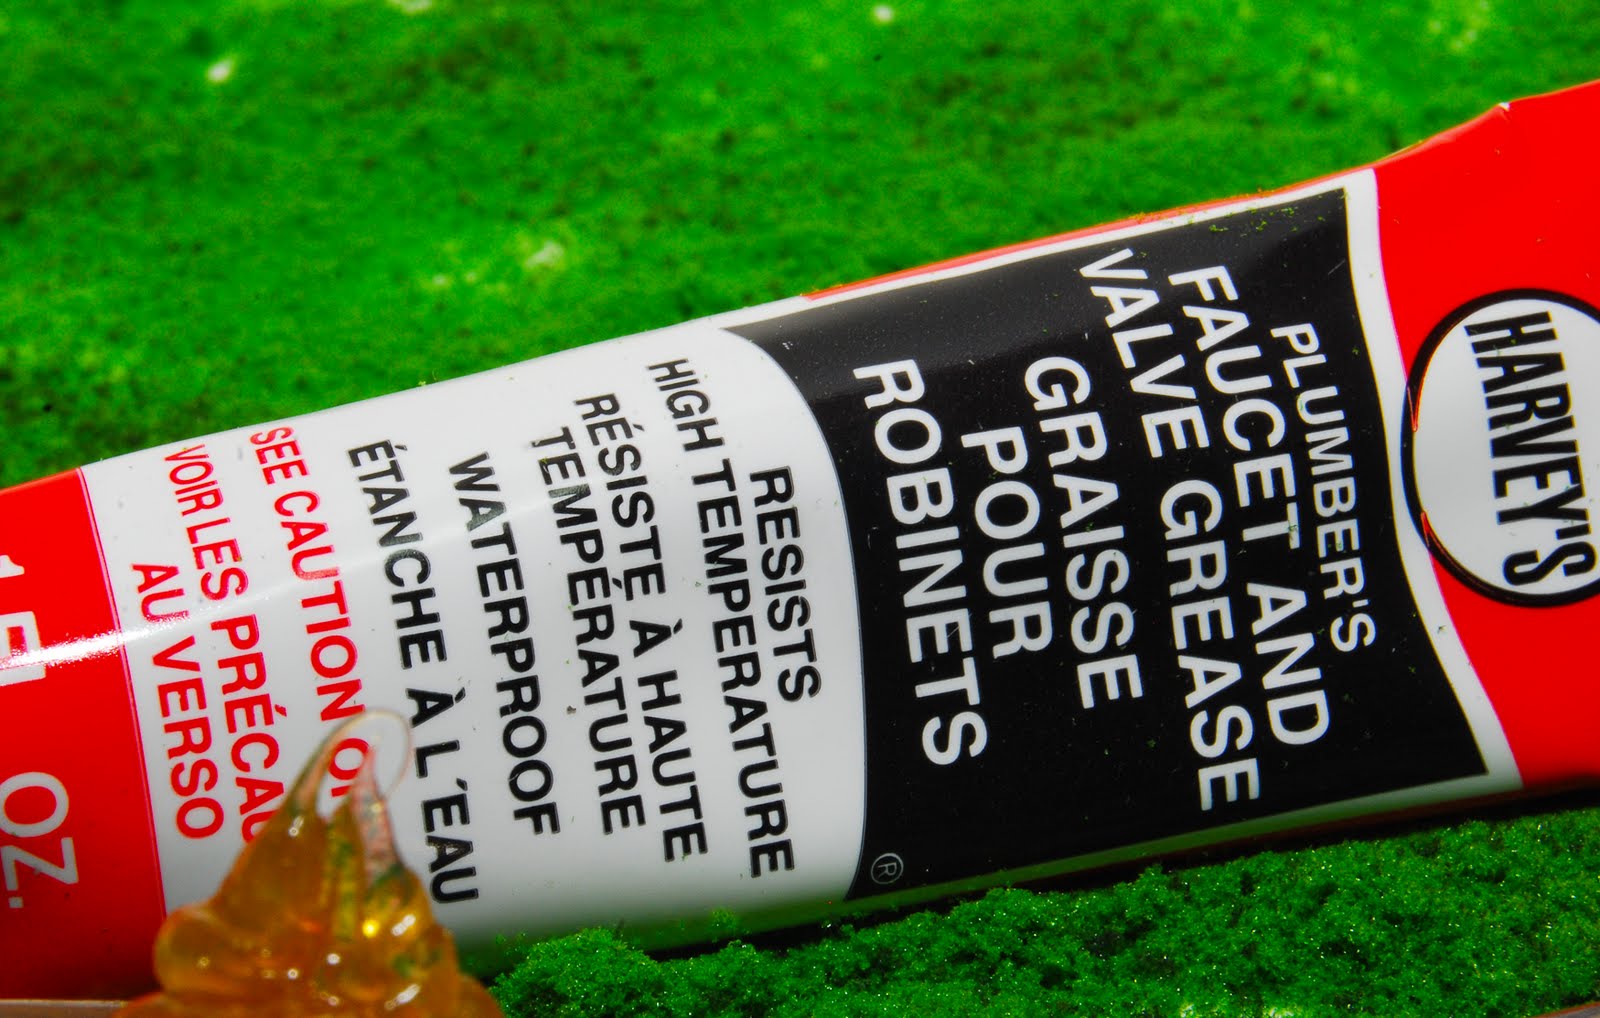 HARVEY'S
PLUMBER'S
FAUCET AND
VALVE GREASE
GRAISSE
POUR
ROBINETS
®
RESISTS
HIGH TEMPERATURE
RÉSISTE À HAUTE
TEMPÉRATURE
WATERPROOF
ÉTANCHE À L'EAU
SEE CAUTION
VOIR LES
AU VERSO
OZ.